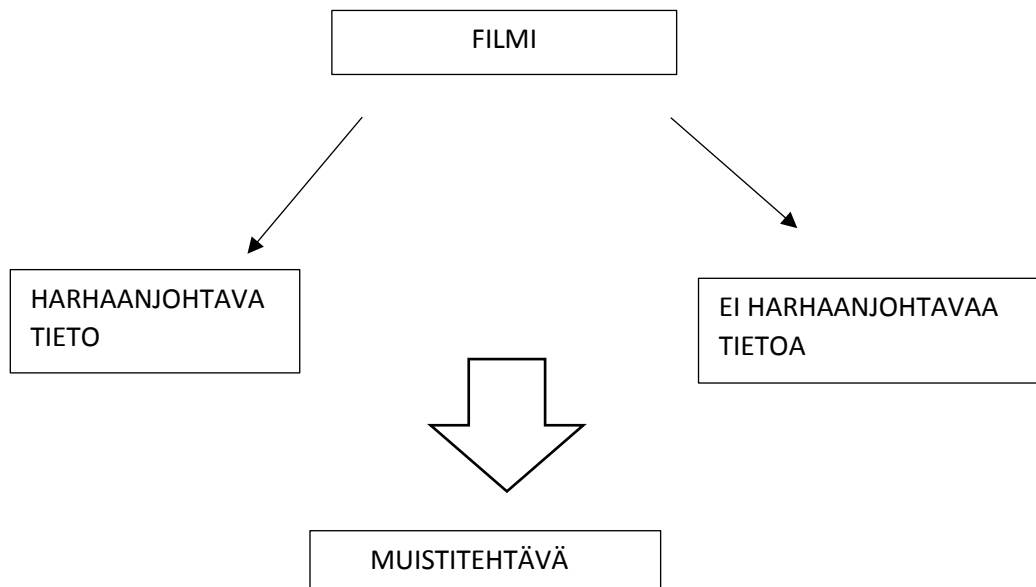 FILMI
HARHAANJOHTAVA
TIETO
EI HARHAANJOHTAVAA
TIETOA
MUISTITEHTÄVÄ